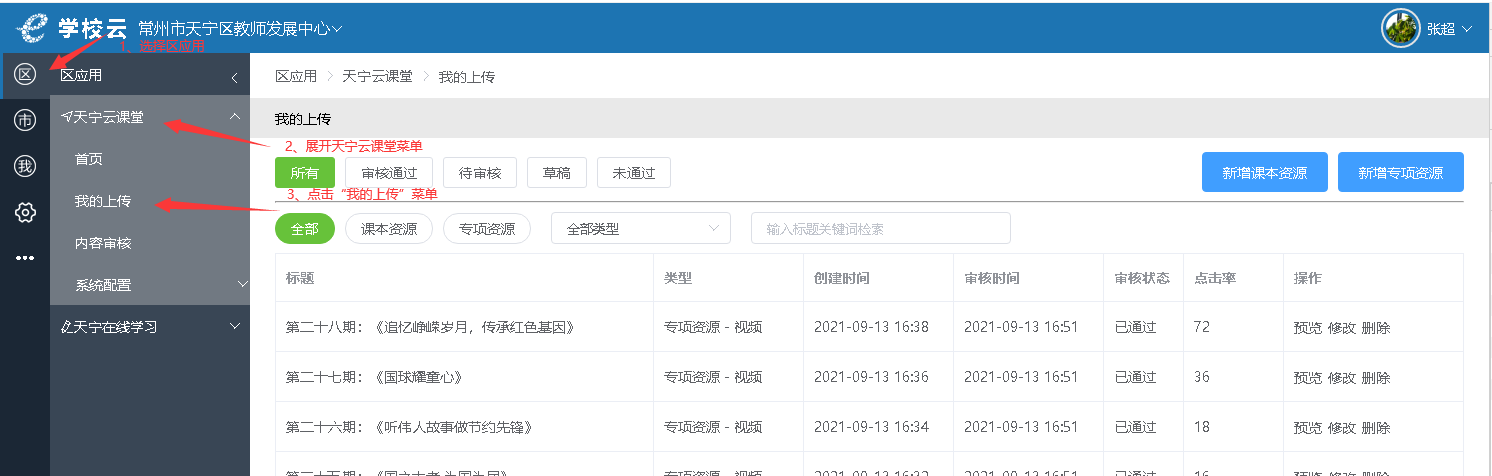 学校云 常州市天宁区教师发展中心 张超
1、选择区应用
区 区应用 区应用 天宁云课堂 我的上传
市 天宁云课堂 我的上传
2、展开天宁云课堂菜单
首页
我 所有 审核通过 待审核 草稿 未通过 新增课本资源 新增专项资源
3、点击“我的上传”菜单
我的上传
全部 课本资源 专项资源 全部类型 输入标题关键词检索
内容审核
系统配置
天宁在线学习
标题 类型 创建时间 审核时间 审核状态 点击率 操作
第二十八期：《追忆峥嵘岁月，传承红色基因》 专项资源 - 视频 2021-09-13 16:38 2021-09-13 16:51 已通过 72 预览 修改 删除
第二十七期：《国球耀童心》 专项资源 - 视频 2021-09-13 16:36 2021-09-13 16:51 已通过 36 预览 修改 删除
第二十六期：《听伟人故事做节约先锋》 专项资源 - 视频 2021-09-13 16:34 2021-09-13 16:51 已通过 18 预览 修改 删除